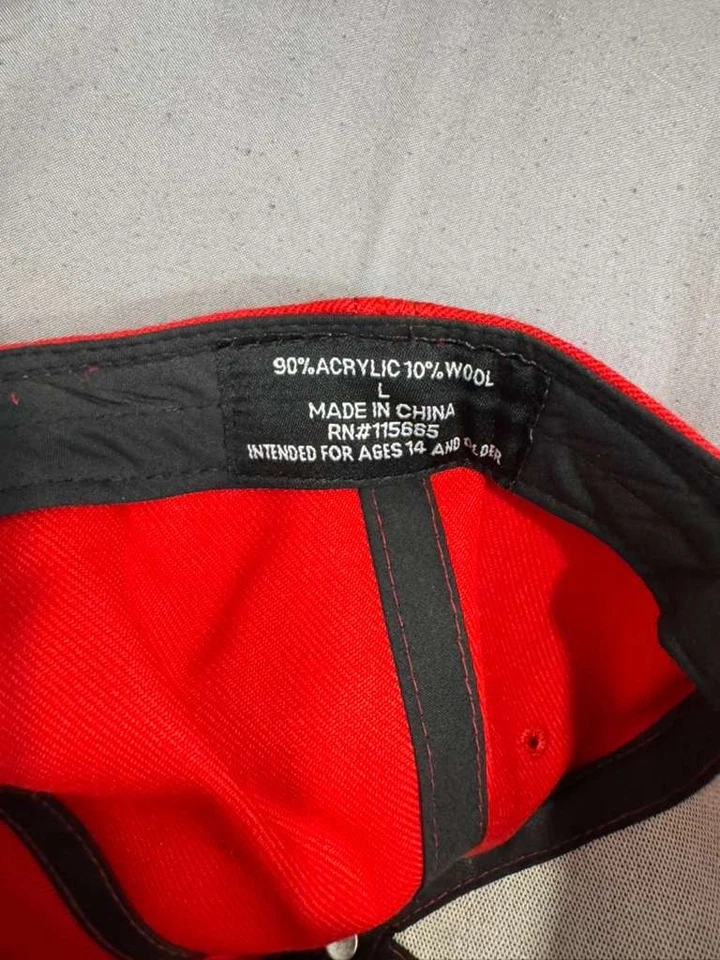 90% ACRYLIC 10% WOOL
L
MADE IN CHINA
RN#115665
INTENDED FOR AGES 14 AND OLDER